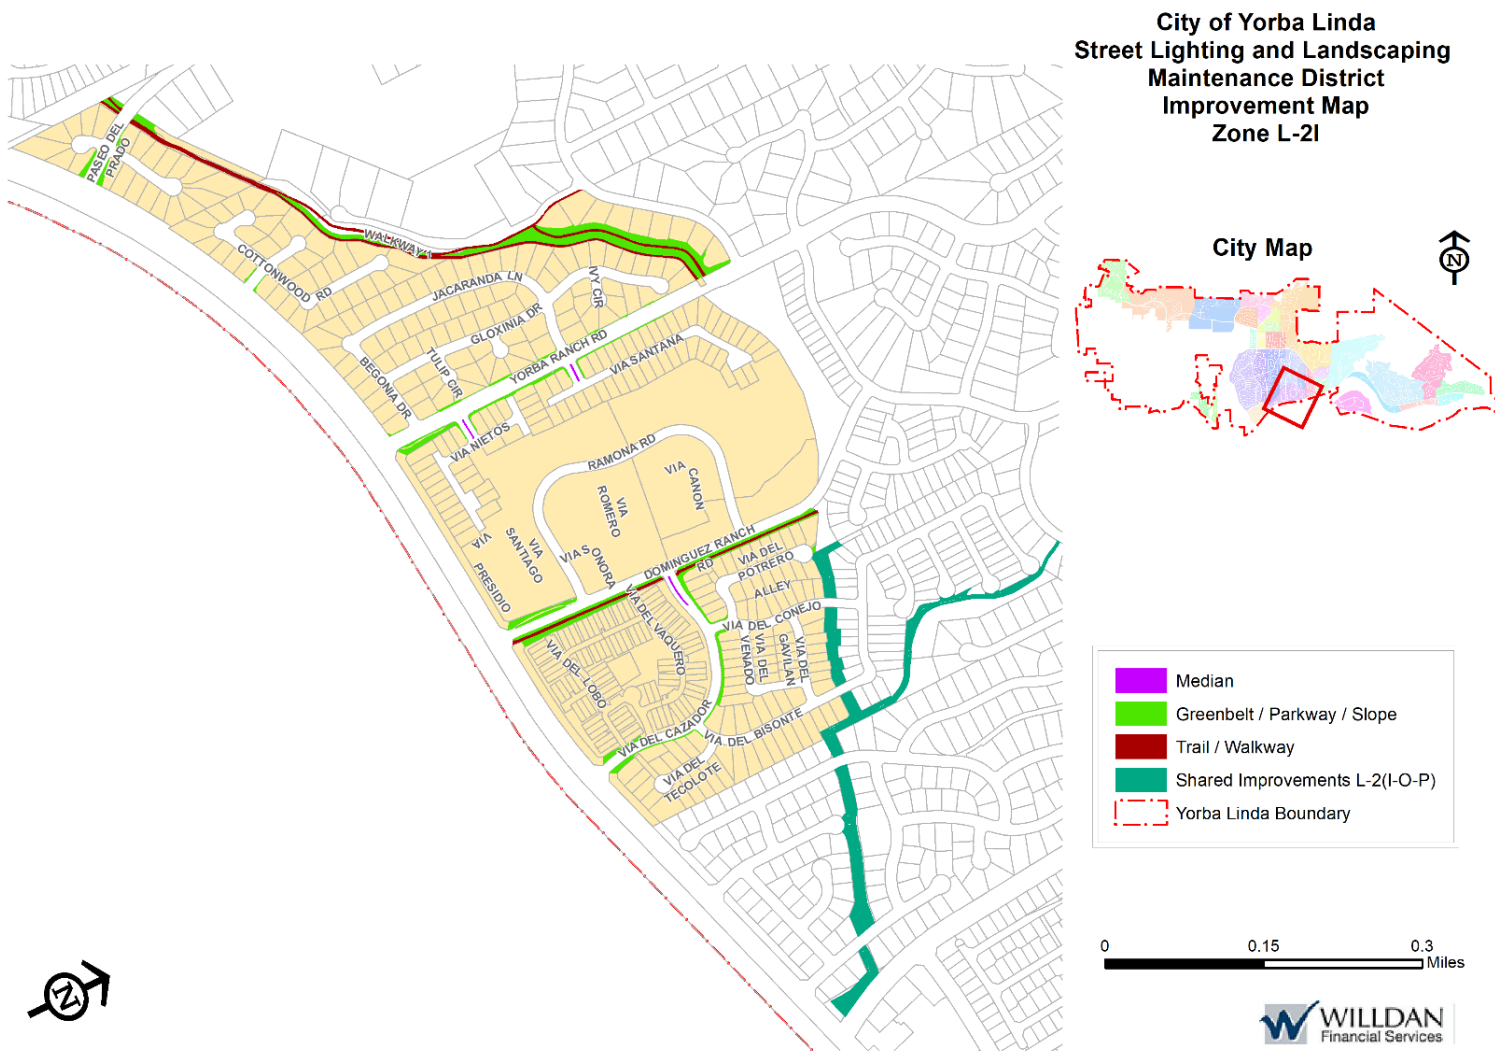 City of Yorba Linda
Street Lighting and Landscaping
Maintenance District
Improvement Map
Zone L-2I
City Map
N
PASEO DEL
PRADO
WALKWAY 1
COTTONWOOD RD
JACARANDA LN
IVY CIR
GLOXINIA DR
TULIP CIR
BEGONIA DR
YORBA RANCH RD
VIA SANTANA
VIA NIETOS
RAMONA RD
VIA
CANON
VIA
ROMERO
VIA
SANTIAGO
VIA SONORA
VIA
PRESIDIO
DOMINGUEZ RANCH
RD
VIA DEL
POTRERO
ALLEY
VIA DEL CONEJO
VIA DEL VAQUERO
VIA DEL
VENADO
VIA DEL
GAVILAN
VIA DEL LOBO
VIA DEL CAZADOR
VIA DEL BISONTE
VIA DEL
TECOLOTE
Median
Greenbelt / Parkway / Slope
Trail / Walkway
Shared Improvements L-2(I-O-P)
Yorba Linda Boundary
0 0.15 0.3
Miles
N
WILLDAN
Financial Services